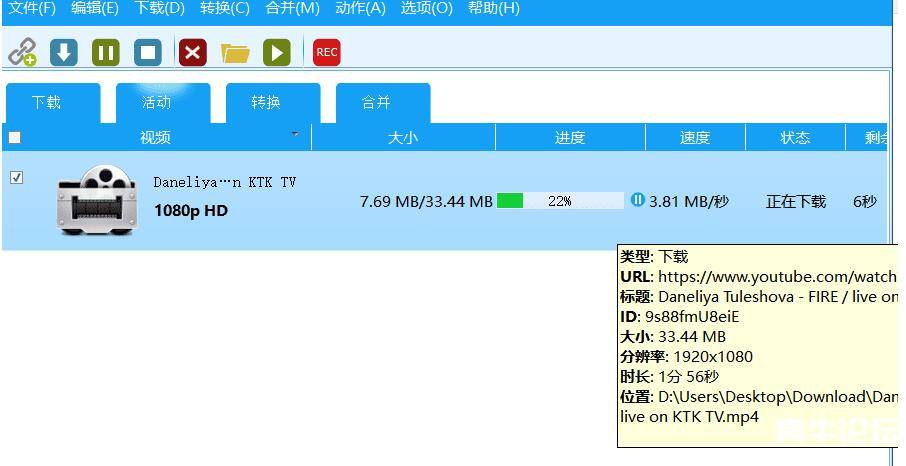 文件(F) 编辑(E) 下载(D) 转换(C) 合并(M) 动作(A) 选项(O) 帮助(H)
REC
下载 活动 转换 合并
视频 大小 进度 速度 状态 剩余
Daneliya…n KTK TV
1080p HD
7.69 MB/33.44 MB 22% 3.81 MB/秒 正在下载 6秒
类型: 下载
URL: https://www.youtube.com/watch
标题: Daneliya Tuleshova - FIRE / live on
ID: 9s88fmU8eiE
大小: 33.44 MB
分辨率: 1920x1080
时长: 1分 56秒
位置: D:\Users\Desktop\Download\Dan
live on KTK TV.mp4